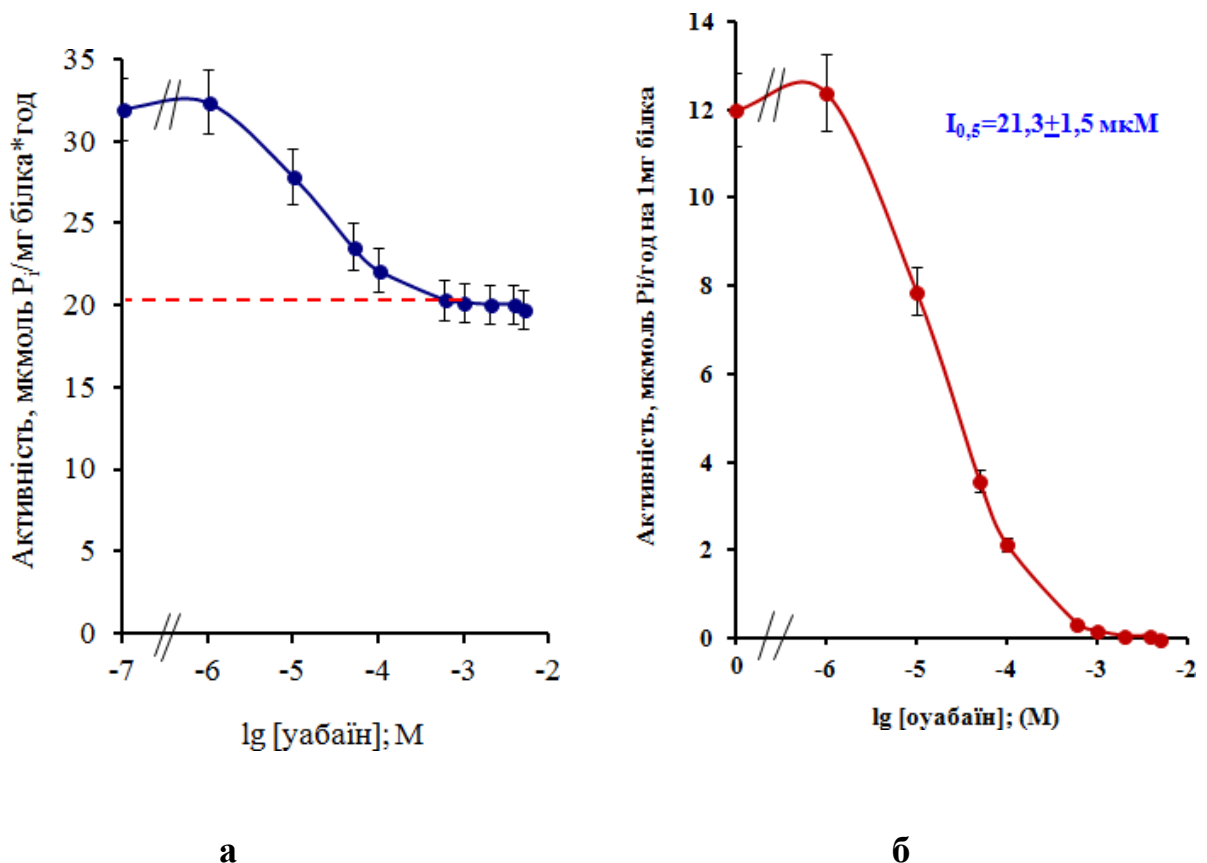 Активність, мкмоль Pᵢ/мг білка*год
35
30
25
20
15
10
5
0
-7 -6 -5 -4 -3 -2
lg [уабаїн]; М
а
Активність, мкмоль Рі/год на 1мг білка
14
12
10
8
6
4
2
0
I₀,₅=21,3±1,5 мкМ
0 -6 -5 -4 -3 -2
lg [оуабаїн]; (М)
б